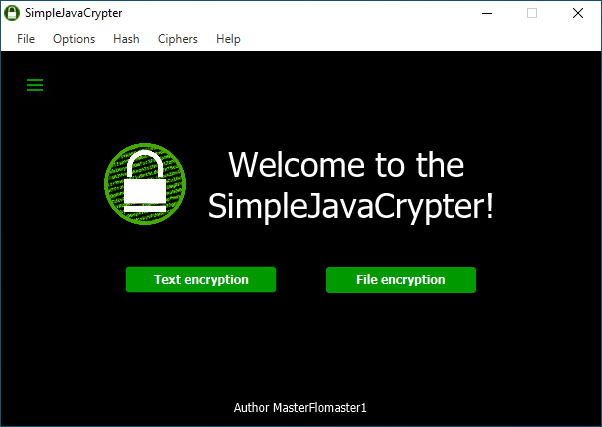 SimpleJavaCrypter
File Options Hash Ciphers Help
Welcome to the
SimpleJavaCrypter!
Text encryption File encryption
Author MasterFlomaster1